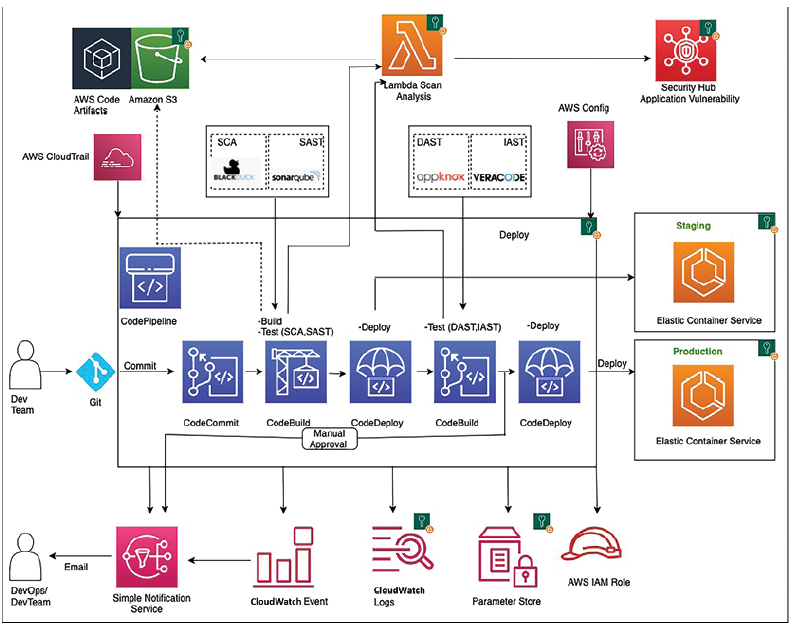 AWS Code
Artifacts
Amazon S3
Lambda Scan
Analysis
Security Hub
Application Vulnerability
AWS CloudTrail
SCA
SAST
BLACKDUCK
sonarqube
DAST
IAST
appknox
VERACODE
AWS Config
Deploy
Staging
Elastic Container Service
CodePipeline
-Build
-Test (SCA,SAST)
-Deploy
-Test (DAST,IAST)
-Deploy
Dev
Team
Git
Commit
CodeCommit
CodeBuild
CodeDeploy
CodeBuild
CodeDeploy
Deploy
Production
Elastic Container Service
Manual
Approval
DevOps/
DevTeam
Email
Simple Notification
Service
CloudWatch Event
CloudWatch
Logs
Parameter Store
AWS IAM Role